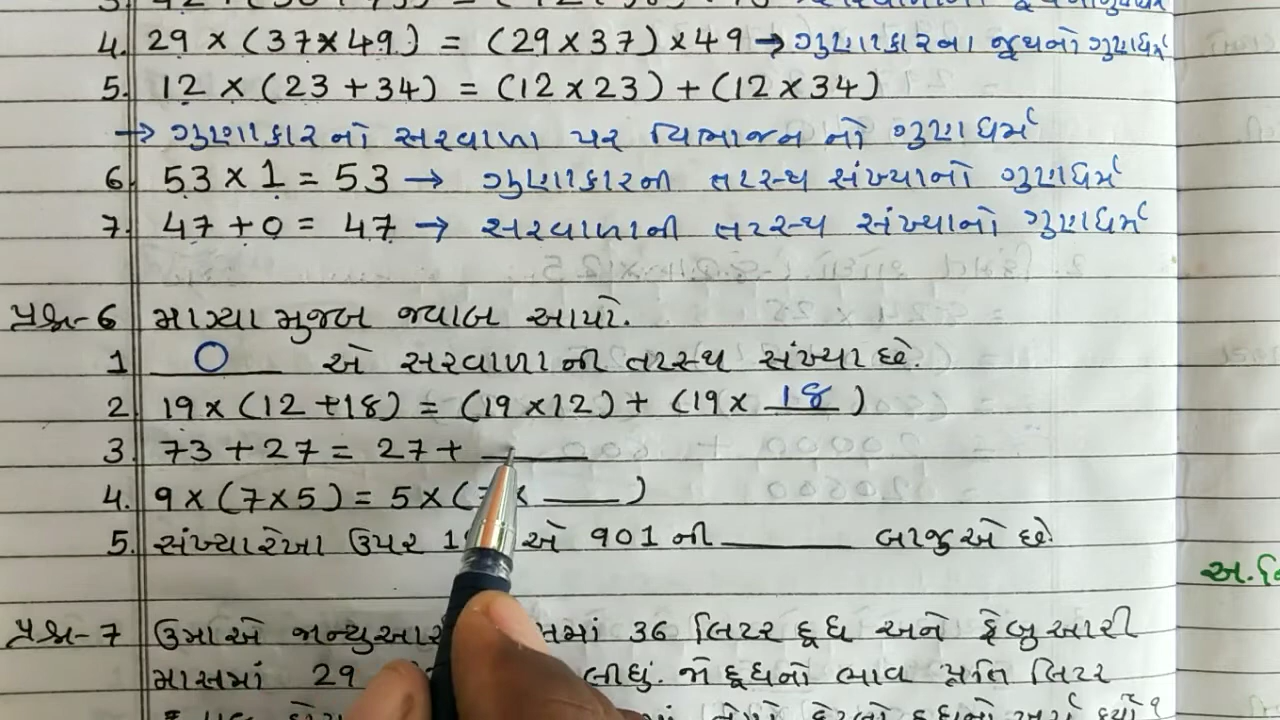 4. 29 × (37×49) = (29×37)×49 → ગુણાકારના જૂથનો ગુણધર્મ
5. 12 × (23+34) = (12×23)+(12×34)
→ ગુણાકારનો સરવાળા પર વિભાજન નો ગુણધર્મ
6 53 × 1 = 53 → ગુણાકારની તટસ્થ સંખ્યાનો ગુણધર્મ
7. 47+0 = 47 → સરવાળાની તટસ્થ સંખ્યાનો ગુણધર્મ
પ્રશ્ન-6 માગ્યા મુજબ જવાબ આપો.
1 __0__ એ સરવાળાની તટસ્થ સંખ્યા છે.
2 19×(12+18) = (19×12)+(19× 18)
3. 73+27 = 27+ ____
4. 9×(7×5) = 5×( × ____)
5. સંખ્યારેખા ઉપર એ 901 ની ____ બાજુએ છે.
પ્રશ્ન-7 ઉમાએ 36 લિટર દૂધ અને ફેબ્રુઆરી
માસમાં 29 લીધું. જો દૂધનો ભાવ પ્રતિ લિટર